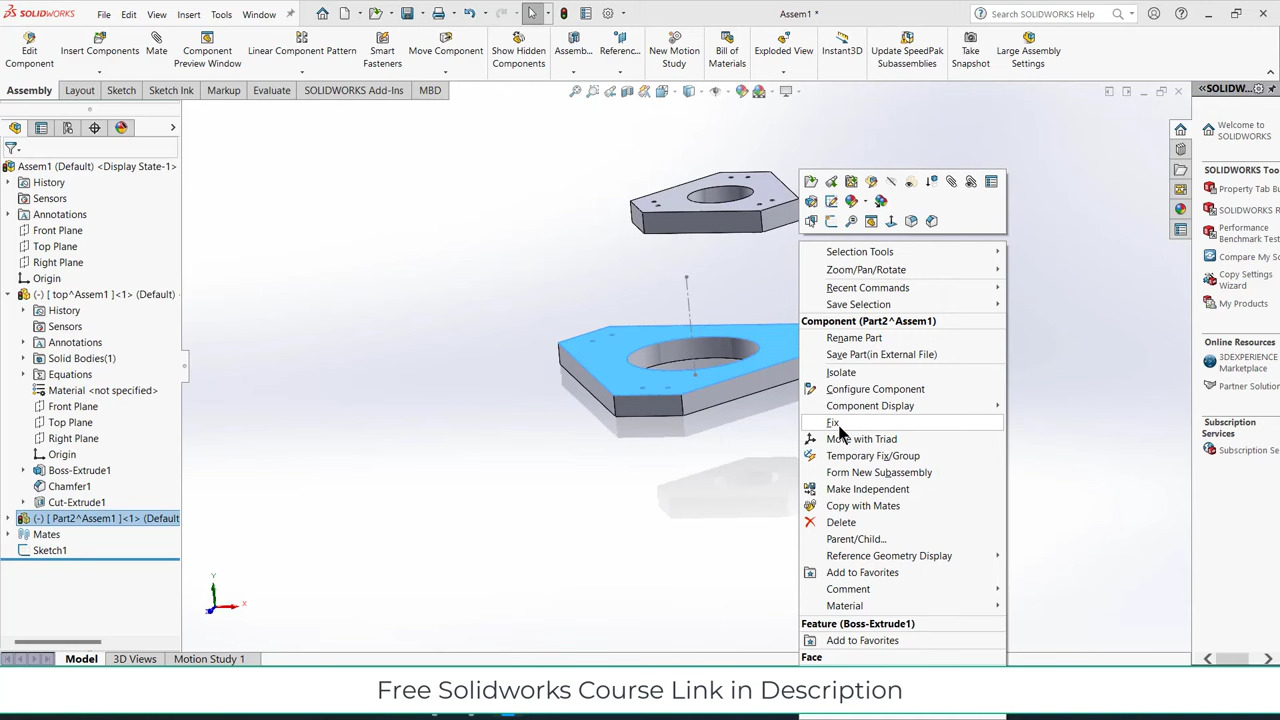 SOLIDWORKS
File
Edit
View
Insert
Tools
Window
Assem1 *
Search SOLIDWORKS Help
Edit
Component
Insert Components
Mate
Component
Preview Window
Linear Component Pattern
Smart
Fasteners
Move Component
Show Hidden
Components
Assemb...
Referenc...
New Motion
Study
Bill of
Materials
Exploded View
Instant3D
Update SpeedPak
Subassemblies
Take
Snapshot
Large Assembly
Settings
Assembly
Layout
Sketch
Sketch Ink
Markup
Evaluate
SOLIDWORKS Add-Ins
MBD
Assem1 (Default) <Display State-1>
History
Sensors
Annotations
Front Plane
Top Plane
Right Plane
Origin
(-) [ top^Assem1 ]<1> (Default)
History
Sensors
Annotations
Solid Bodies(1)
Equations
Material <not specified>
Front Plane
Top Plane
Right Plane
Origin
Boss-Extrude1
Chamfer1
Cut-Extrude1
(-) [ Part2^Assem1 ]<1> (Default
Mates
Sketch1
Selection Tools
Zoom/Pan/Rotate
Recent Commands
Save Selection
Component (Part2^Assem1)
Rename Part
Save Part(in External File)
Isolate
Configure Component
Component Display
Fix
Move with Triad
Temporary Fix/Group
Form New Subassembly
Make Independent
Copy with Mates
Delete
Parent/Child...
Reference Geometry Display
Add to Favorites
Comment
Material
Feature (Boss-Extrude1)
Add to Favorites
Face
SOLIDW...
Welcome to
SOLIDWORKS
SOLIDWORKS Too
Property Tab Bu
SOLIDWORKS R
Performance
Benchmark Test
Compare My Sc
Copy Settings
Wizard
My Products
Online Resources
3DEXPERIENCE
Marketplace
Partner Solution
Subscription
Services
Subscription Se
Y
X
Model
3D Views
Motion Study 1
Free Solidworks Course Link in Description